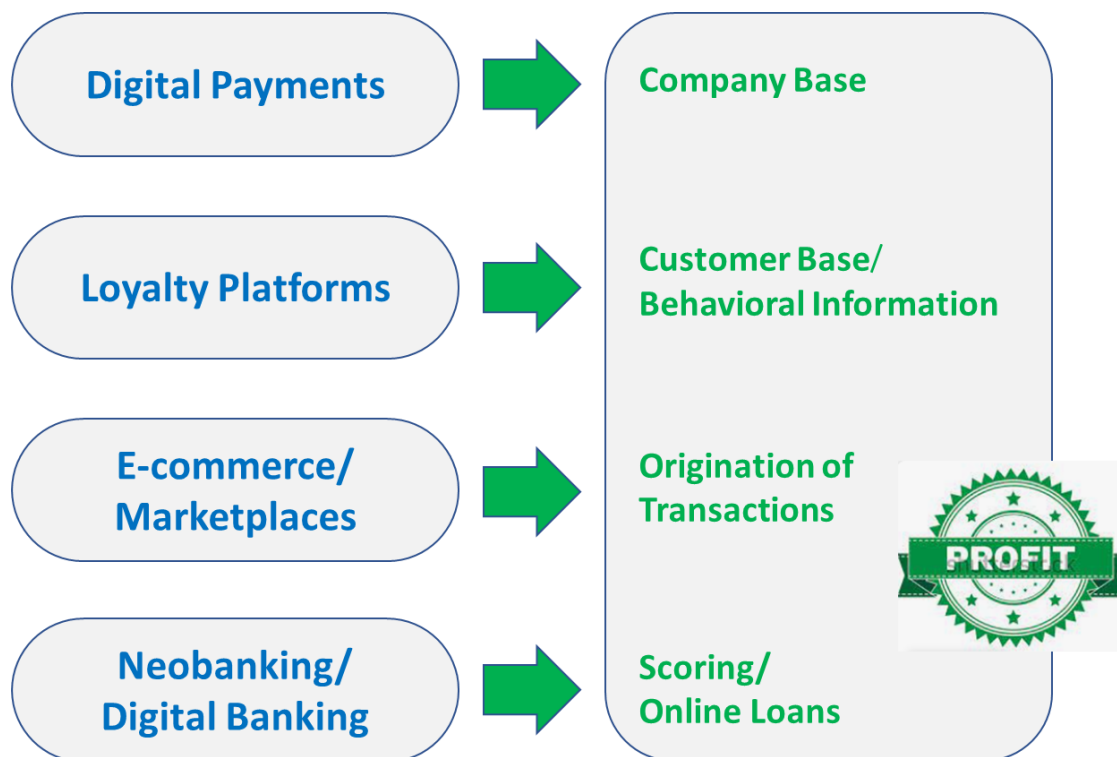 Digital Payments
Company Base
Loyalty Platforms
Customer Base/
Behavioral Information
E-commerce/
Marketplaces
Origination of
Transactions
PROFIT
shutterstock
Neobanking/
Digital Banking
Scoring/
Online Loans